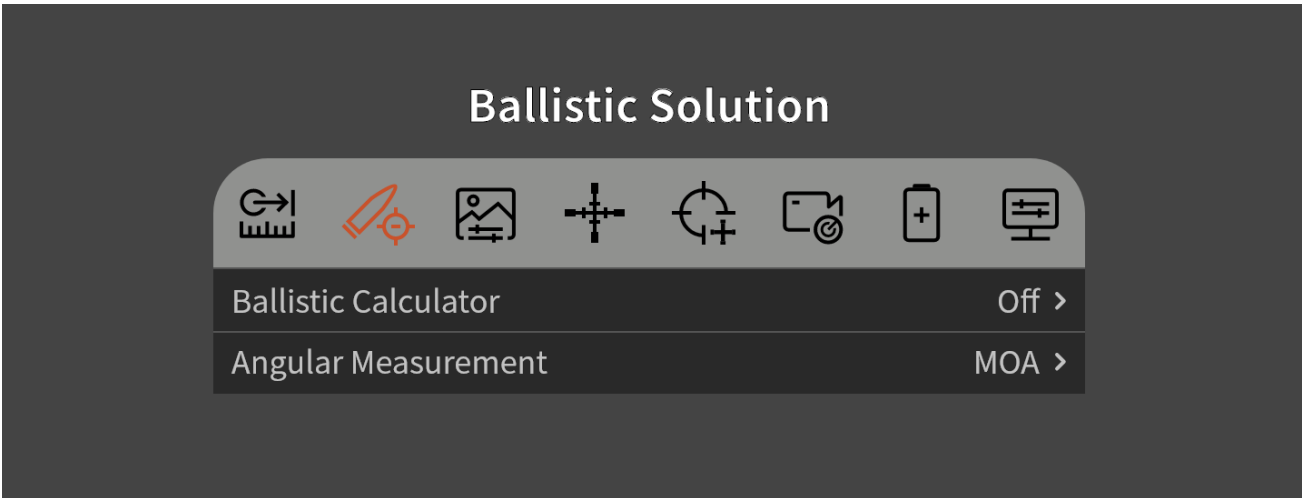 Ballistic Solution
Ballistic Calculator Off
Angular Measurement MOA